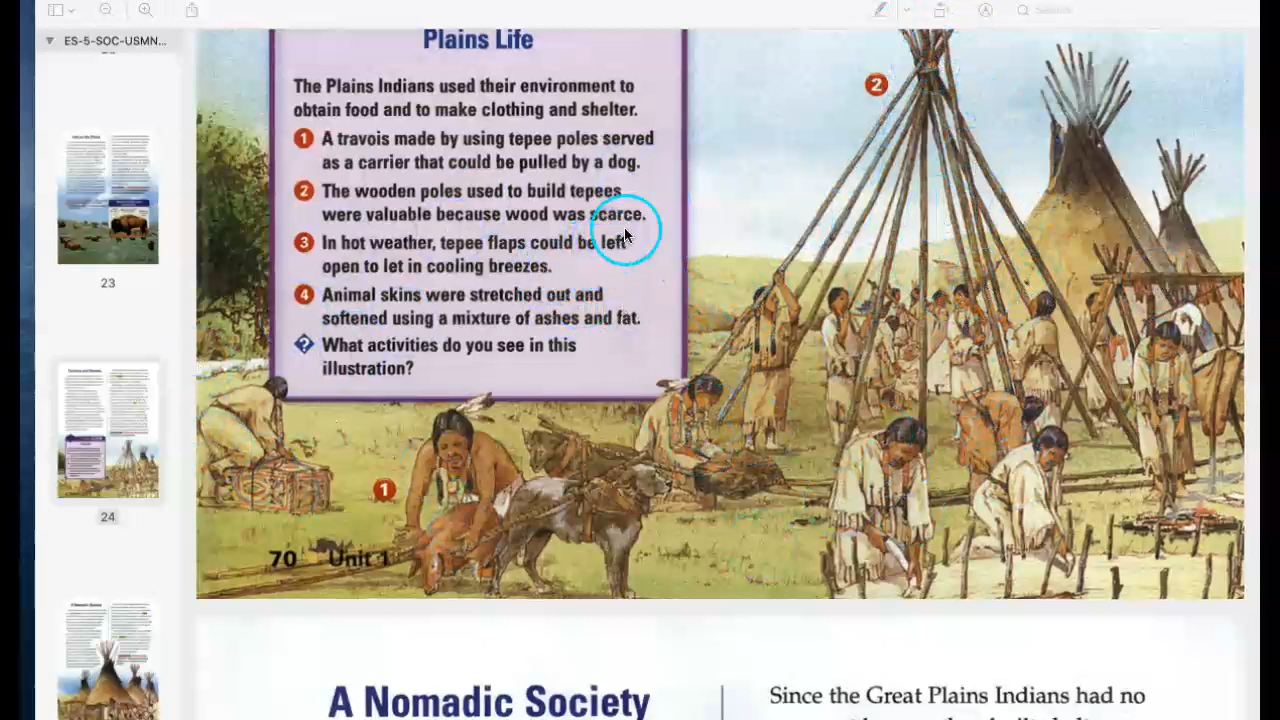 ES-5-SOC-USMN...
Search
23
24
Plains Life
The Plains Indians used their environment to
obtain food and to make clothing and shelter.
1 A travois made by using tepee poles served
as a carrier that could be pulled by a dog.
2 The wooden poles used to build tepees
were valuable because wood was scarce.
3 In hot weather, tepee flaps could be left
open to let in cooling breezes.
4 Animal skins were stretched out and
softened using a mixture of ashes and fat.
? What activities do you see in this
illustration?
2
1
70 Unit 1
A Nomadic Society
Since the Great Plains Indians had no